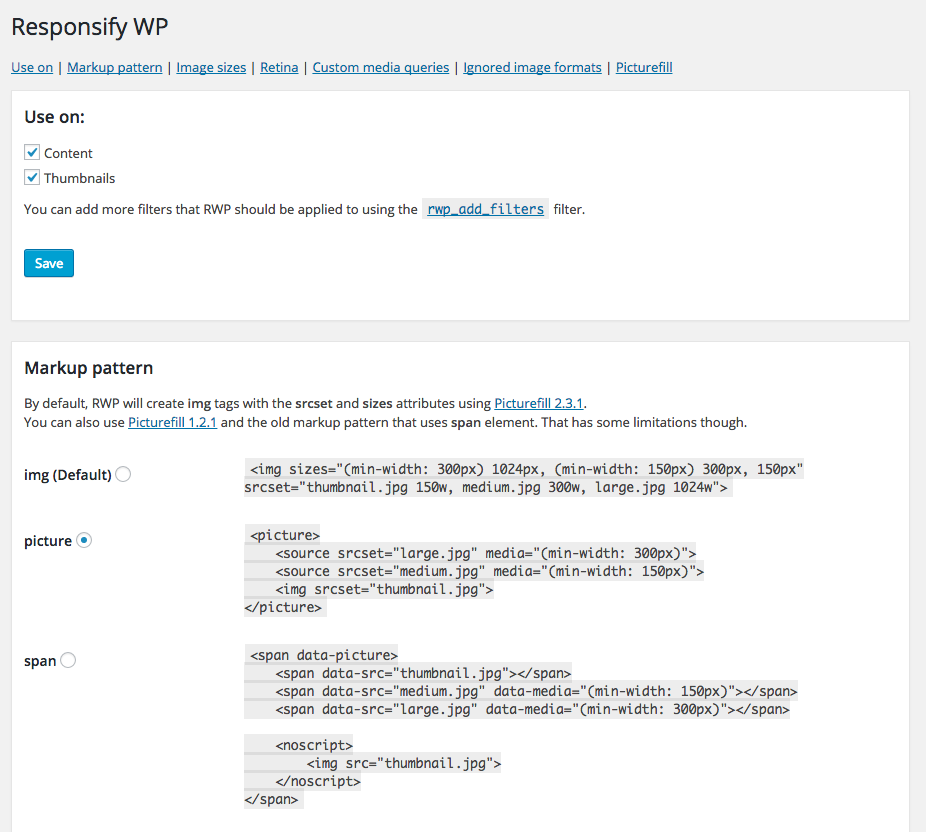 Responsify WP
Use on | Markup pattern | Image sizes | Retina | Custom media queries | Ignored image formats | Picturefill
Use on:
Content
Thumbnails
You can add more filters that RWP should be applied to using the rwp_add_filters filter.
Save
Markup pattern
By default, RWP will create img tags with the srcset and sizes attributes using Picturefill 2.3.1.
You can also use Picturefill 1.2.1 and the old markup pattern that uses span element. That has some limitations though.
img (Default)
<img sizes="(min-width: 300px) 1024px, (min-width: 150px) 300px, 150px"
srcset="thumbnail.jpg 150w, medium.jpg 300w, large.jpg 1024w">
picture
<picture>
<source srcset="large.jpg" media="(min-width: 300px)">
<source srcset="medium.jpg" media="(min-width: 150px)">
<img srcset="thumbnail.jpg">
</picture>
span
<span data-picture>
<span data-src="thumbnail.jpg"></span>
<span data-src="medium.jpg" data-media="(min-width: 150px)"></span>
<span data-src="large.jpg" data-media="(min-width: 300px)"></span>
<noscript>
<img src="thumbnail.jpg">
</noscript>
</span>